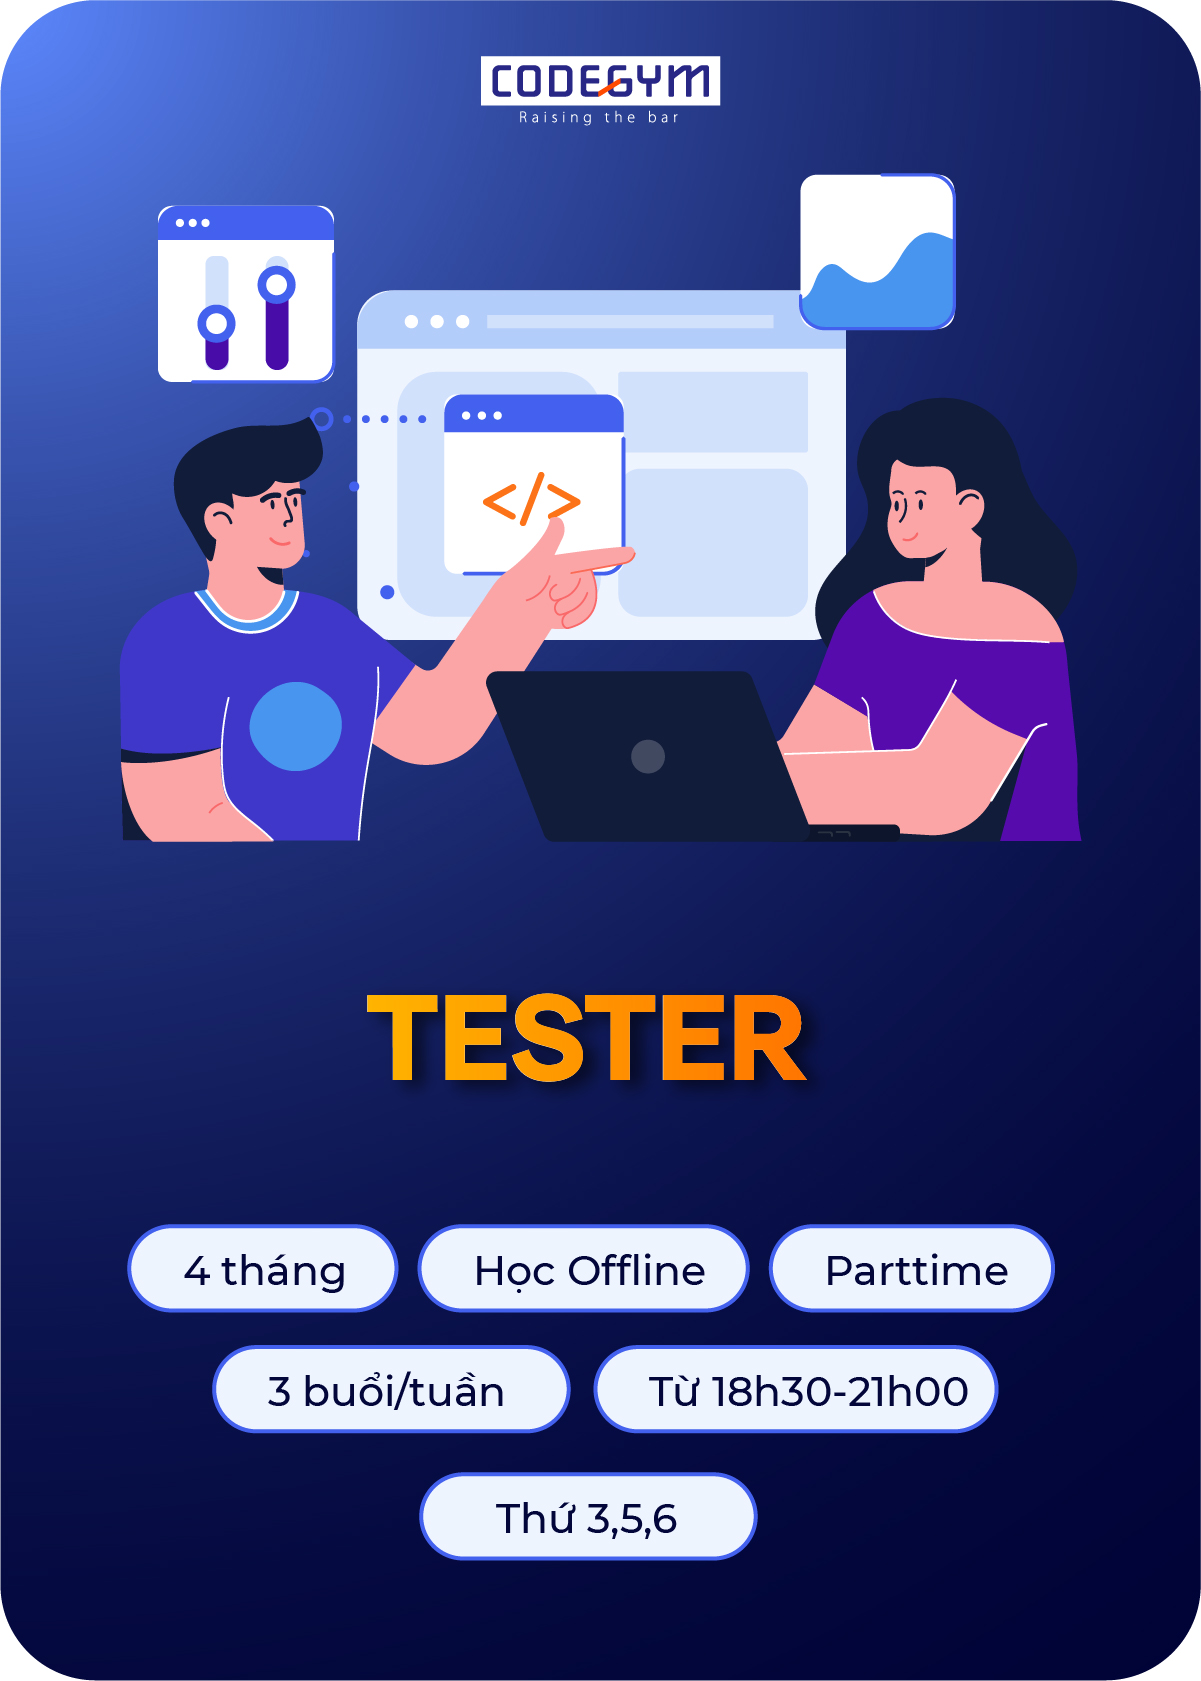 CODEGYM
Raising the bar
</>
TESTER
4 tháng
Học Offline
Parttime
3 buổi/tuần
Từ 18h30-21h00
Thứ 3,5,6